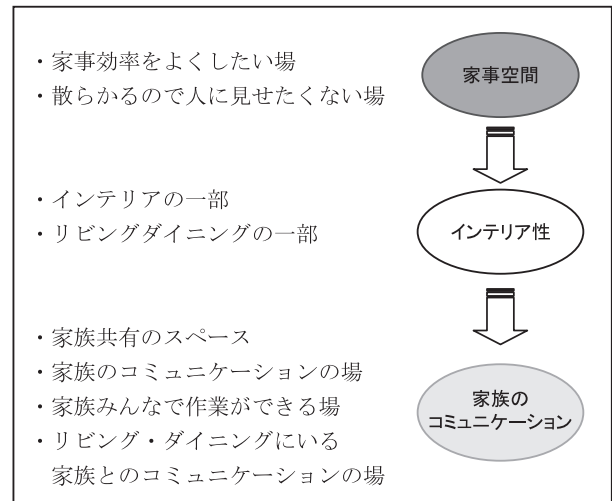 ・家事効率をよくしたい場
・散らかるので人に見せたくない場
家事空間
・インテリアの一部
・リビングダイニングの一部
インテリア性
・家族共有のスペース
・家族のコミュニケーションの場
・家族みんなで作業ができる場
・リビング・ダイニングにいる
家族とのコミュニケーションの場
家族の
コミュニケーション